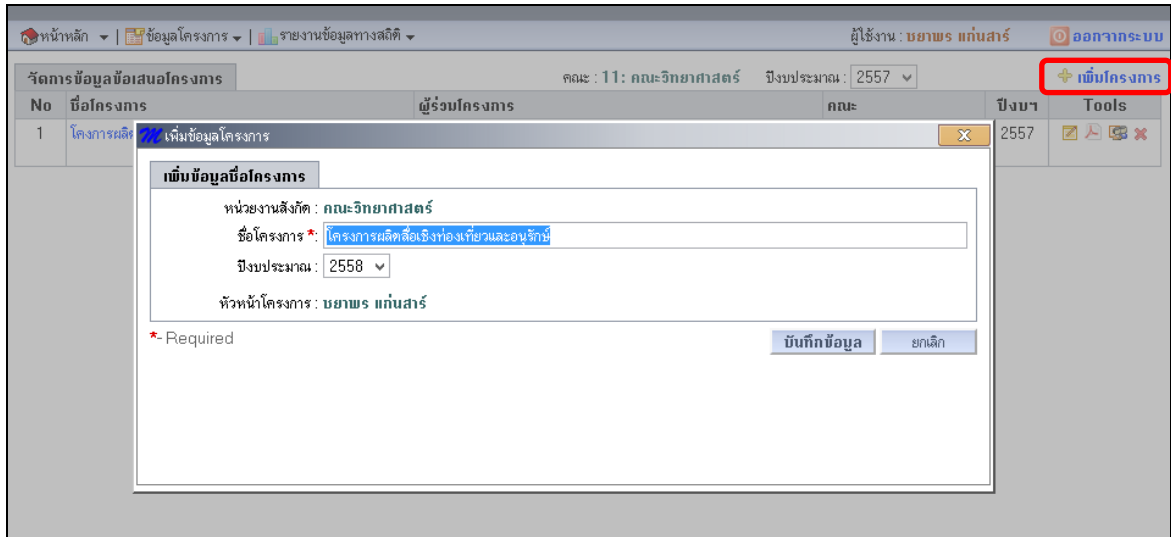 หน้าหลัก | ข้อมูลโครงการ | รายงานข้อมูลทางสถิติ ผู้ใช้งาน : ชยาพร แก่นสาร์ ออกจากระบบ
จัดการข้อมูลข้อเสนอโครงการ คณะ : 11: คณะวิทยาศาสตร์ ปีงบประมาณ : 2557 เพิ่มโครงการ
No ชื่อโครงการ ผู้ร่วมโครงการ คณะ ปีงบฯ Tools
1 โครงการผลิต 2557
เพิ่มข้อมูลโครงการ
เพิ่มข้อมูลชื่อโครงการ
หน่วยงานสังกัด : คณะวิทยาศาสตร์
ชื่อโครงการ *: โครงการผลิตสื่อเชิงท่องเที่ยวและอนุรักษ์
ปีงบประมาณ : 2558
หัวหน้าโครงการ : ชยาพร แก่นสาร์
*- Required บันทึกข้อมูล ยกเลิก